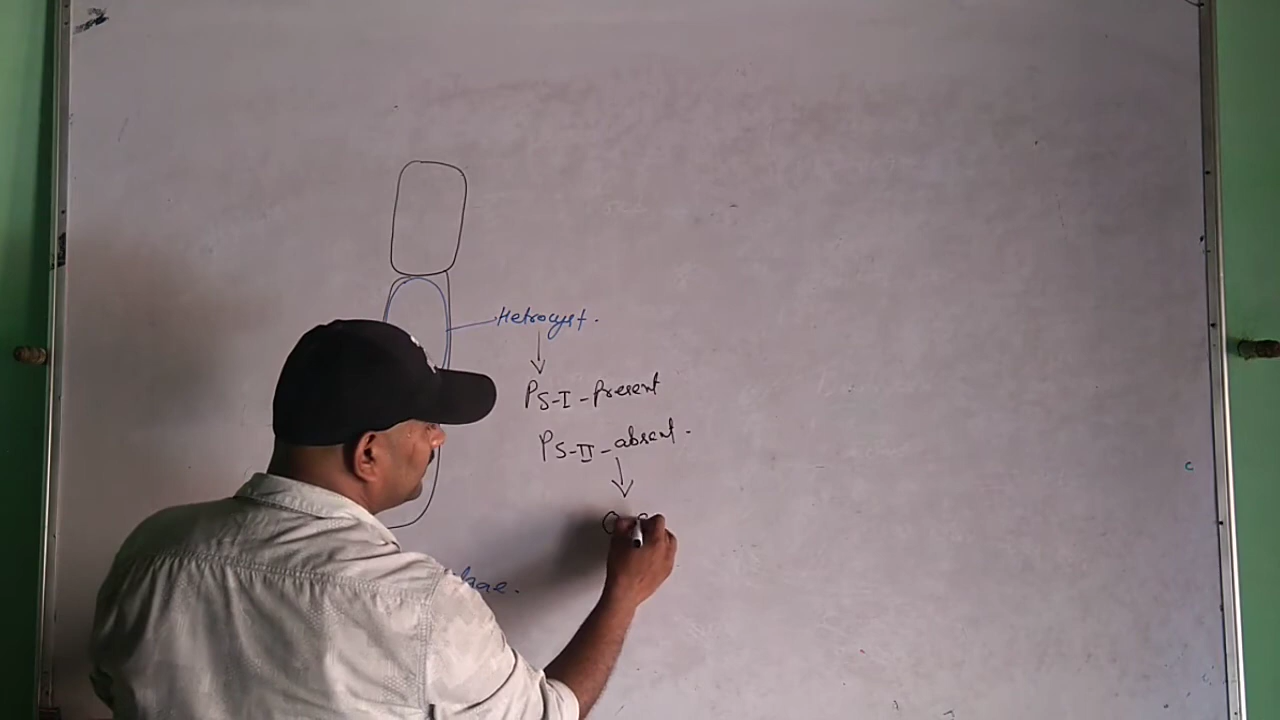 Hetrocyst.
PS-I - Present
PS-II - absent.